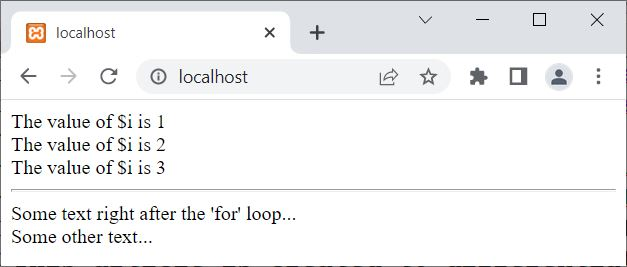 localhost
localhost
The value of $i is 1
The value of $i is 2
The value of $i is 3
Some text right after the 'for' loop...
Some other text...